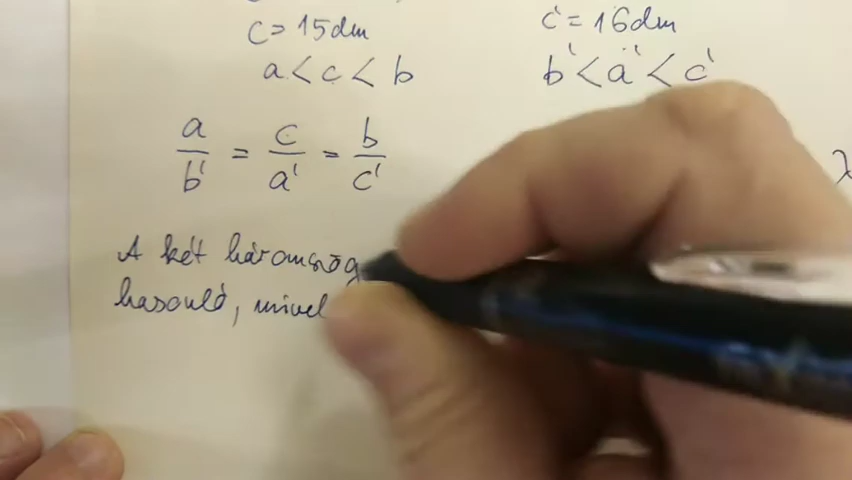 c = 15dm
c' = 16dm
a < c < b
b' < a' < c'
a/b' = c/a' = b/c'
λ
A két háromszög
hasonló, mivel